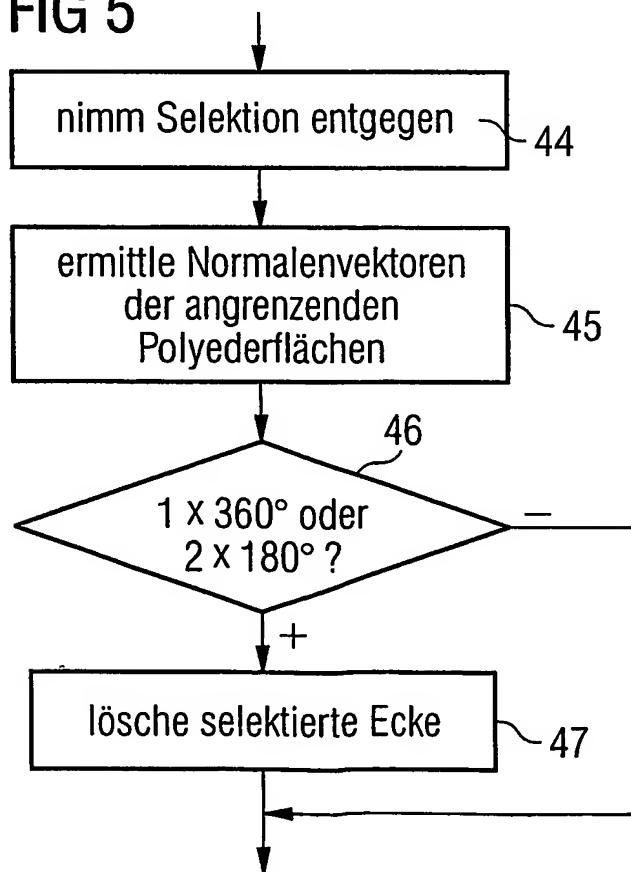 FIG 5
nimm Selektion entgegen
44
ermittle Normalenvektoren
der angrenzenden
Polyederflächen
45
46
1 x 360° oder
2 x 180° ?
–
+
lösche selektierte Ecke
47